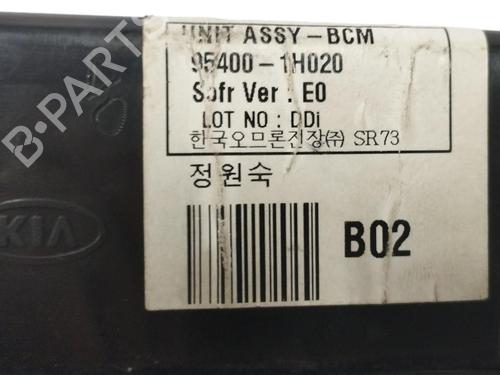 UNIT ASSY-BCM
95400-1H020
Sofr Ver. E0
LOT NO : DDi
한국오므론전장㈜ SR73
정원숙
B02
KIA
B-PARTS